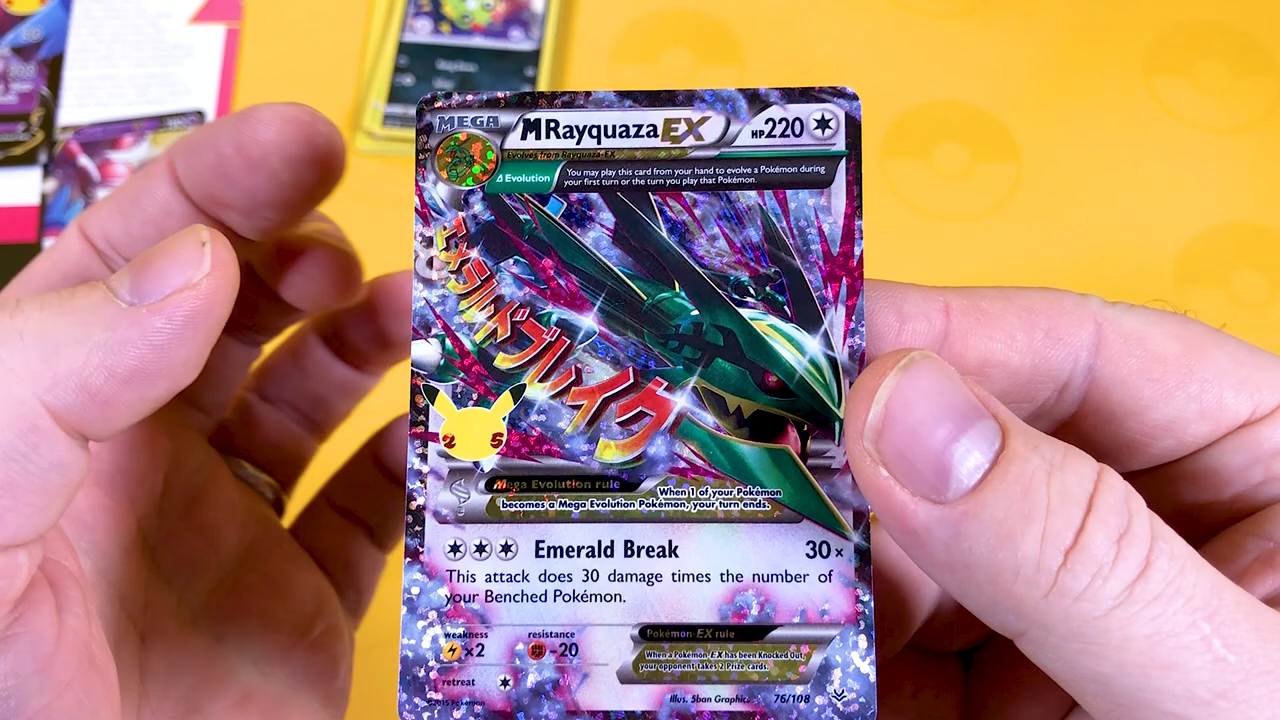 MEGA
M Rayquaza EX
HP 220
Evolves from Rayquaza-EX
Δ Evolution
You may play this card from your hand to evolve a Pokémon during
your first turn or the turn you play that Pokémon.
エメラルドブレイク
25
Mega Evolution rule
When 1 of your Pokémon
becomes a Mega Evolution Pokémon, your turn ends.
Emerald Break 30×
This attack does 30 damage times the number of
your Benched Pokémon.
weakness resistance
×2 -20
Pokémon-EX rule
When a Pokémon-EX has been Knocked Out,
your opponent takes 2 Prize cards.
retreat
©2015 Pokémon
Illus. 5ban Graphics 76/108